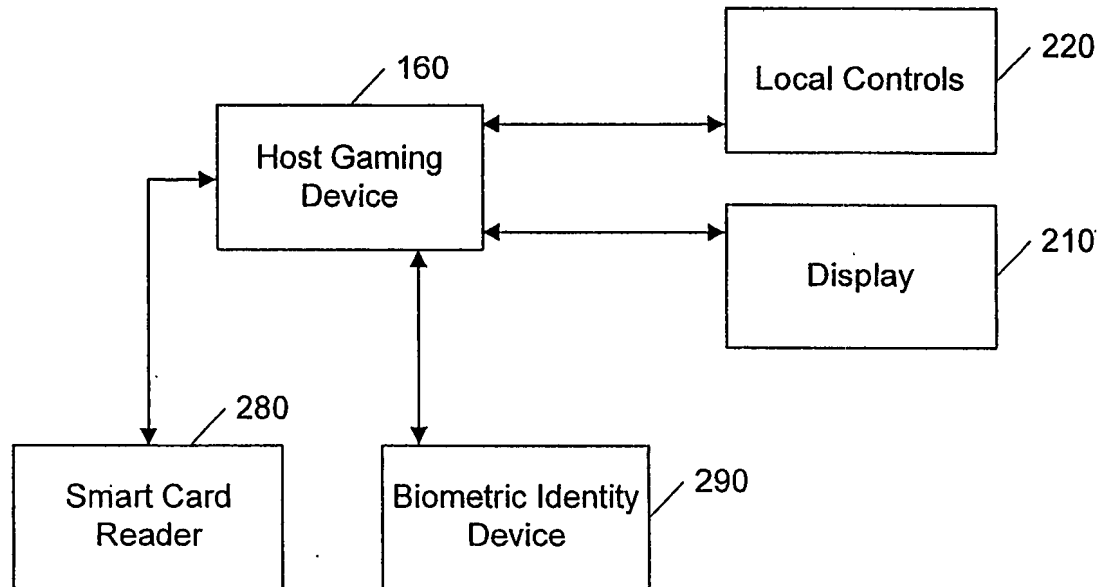 220
Local Controls
160
Host Gaming
Device
210
Display
280
Smart Card
Reader
290
Biometric Identity
Device